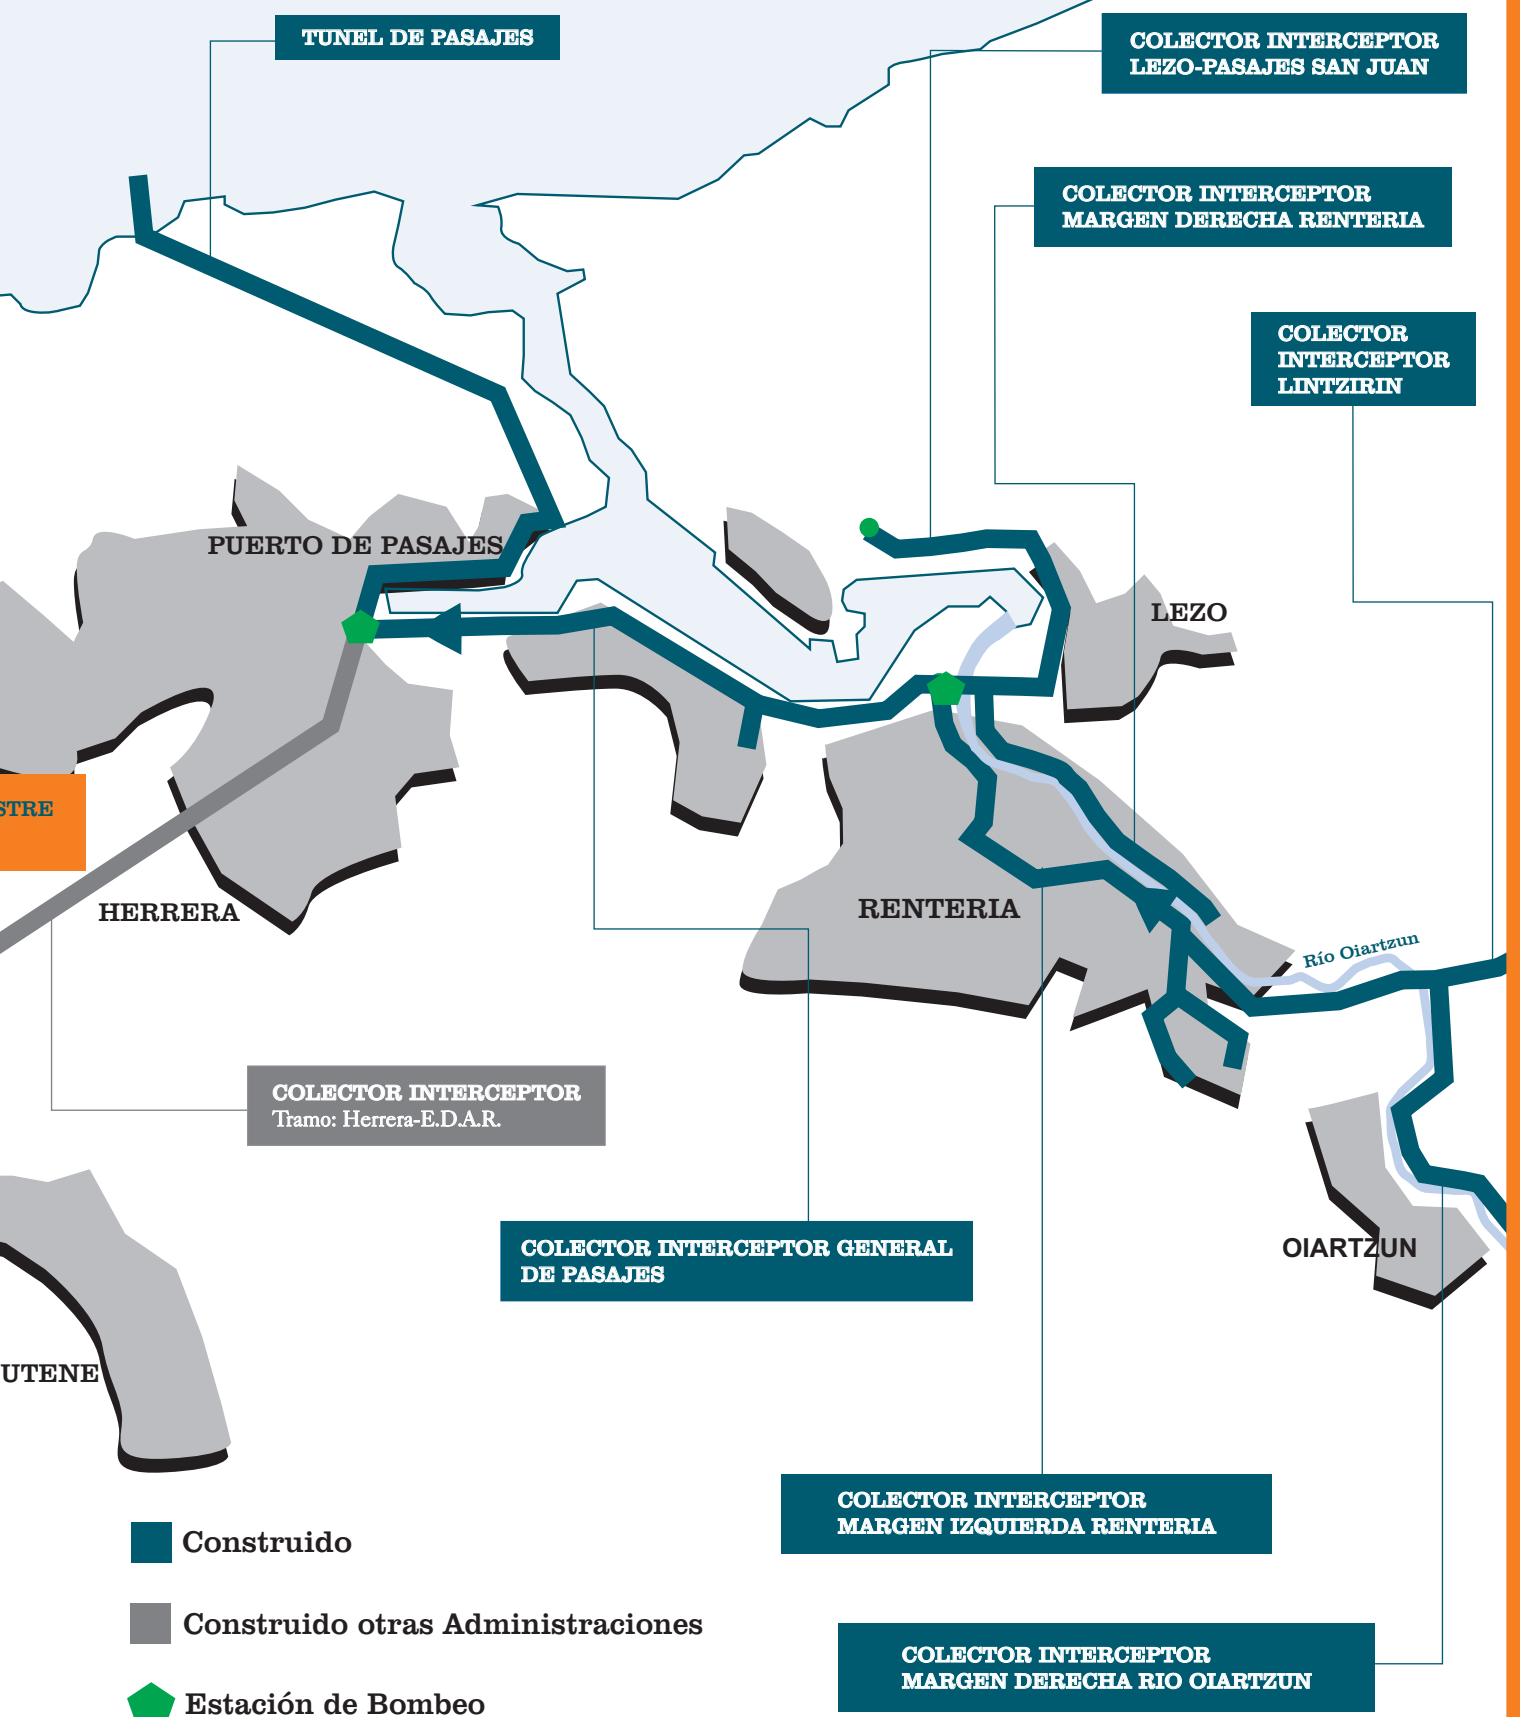 TUNEL DE PASAJES
COLECTOR INTERCEPTOR
LEZO-PASAJES SAN JUAN
COLECTOR INTERCEPTOR
MARGEN DERECHA RENTERIA
COLECTOR
INTERCEPTOR
LINTZIRIN
PUERTO DE PASAJES
LEZO
STRE
HERRERA
RENTERIA
Río Oiartzun
COLECTOR INTERCEPTOR
Tramo: Herrera-E.D.A.R.
COLECTOR INTERCEPTOR GENERAL
DE PASAJES
OIARTZUN
UTENE
COLECTOR INTERCEPTOR
MARGEN IZQUIERDA RENTERIA
Construido
Construido otras Administraciones
COLECTOR INTERCEPTOR
MARGEN DERECHA RIO OIARTZUN
Estación de Bombeo